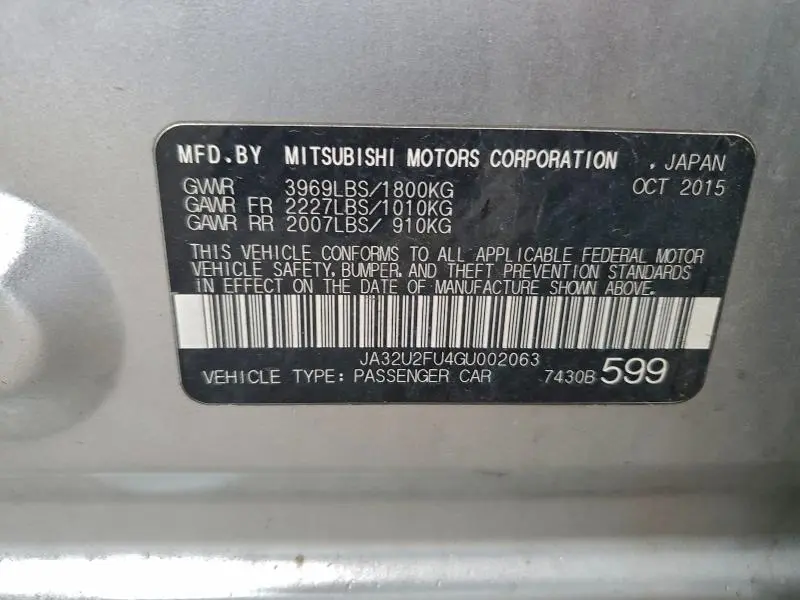 MFD.BY MITSUBISHI MOTORS CORPORATION , JAPAN
GVWR 3969LBS/1800KG OCT 2015
GAWR FR 2227LBS/1010KG
GAWR RR 2007LBS/ 910KG
THIS VEHICLE CONFORMS TO ALL APPLICABLE FEDERAL MOTOR
VEHICLE SAFETY, BUMPER, AND THEFT PREVENTION STANDARDS
IN EFFECT ON THE DATE OF MANUFACTURE SHOWN ABOVE.
JA32U2FU4GU002063
VEHICLE TYPE: PASSENGER CAR 7430B 599